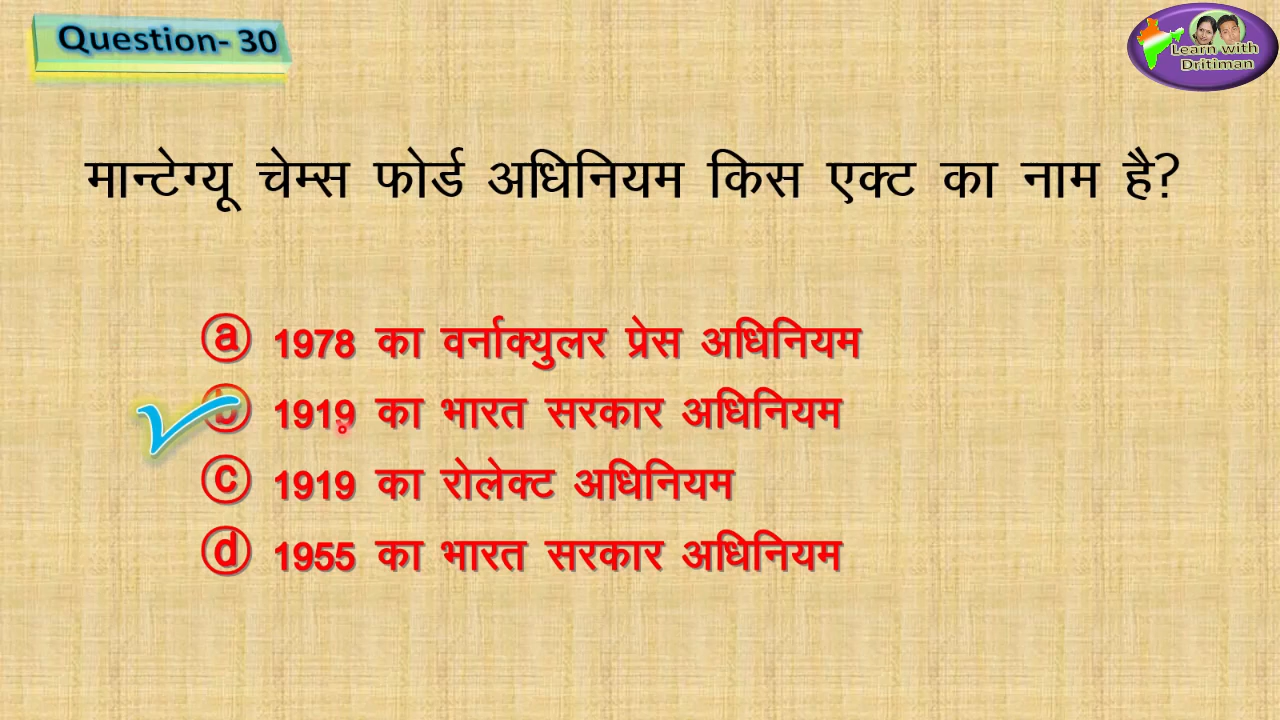 Question- 30
Learn with
Dritiman
मान्टेग्यू चेम्स फोर्ड अधिनियम किस एक्ट का नाम है?
ⓐ 1978 का वर्नाक्युलर प्रेस अधिनियम
ⓑ 1919 का भारत सरकार अधिनियम
ⓒ 1919 का रोलेक्ट अधिनियम
ⓓ 1955 का भारत सरकार अधिनियम